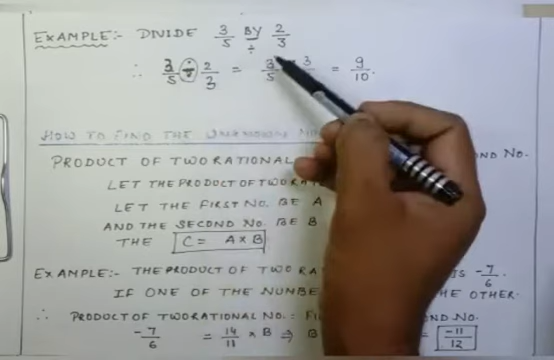 EXAMPLE:- DIVIDE 3/5 BY 2/3
÷
∴ 3/5 ÷ 2/3 = 3/5 × 3 = 9/10.
HOW TO FIND THE UNKNOWN
PRODUCT OF TWO RATIONAL ND NO.
LET THE PRODUCT OF TWO
LET THE FIRST NO. BE A
AND THE SECOND NO. BE B
THE C = A × B
EXAMPLE:- THE PRODUCT OF TWO RA IS -7/6.
IF ONE OF THE NUMBE THE OTHER.
∴ PRODUCT OF TWO RATIONAL NO.: FI ND NO.
-7/6 = 14/11 × B ⇒ B = -11/12